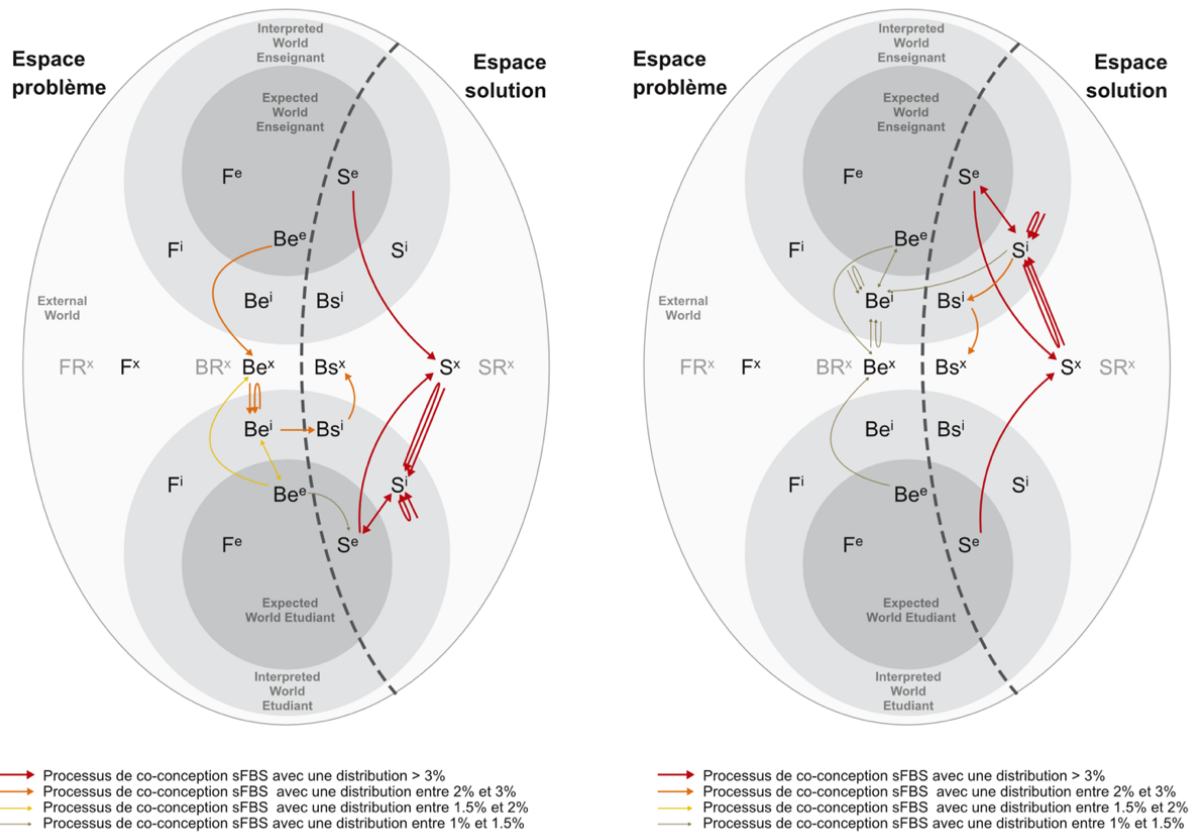 Interpreted
World
Enseignant
Espace
problème
Espace
solution
Expected
World
Enseignant
Fᵉ
Sᵉ
Beᵉ
Fⁱ
Sⁱ
Beⁱ
Bsⁱ
External
World
FRˣ
Fˣ
BRˣ
Beˣ
Bsˣ
Sˣ
SRˣ
Beⁱ
Bsⁱ
Fⁱ
Sⁱ
Beᵉ
Fᵉ
Sᵉ
Expected
World Etudiant
Interpreted
World
Etudiant
Processus de co-conception sFBS avec une distribution > 3%
Processus de co-conception sFBS avec une distribution entre 2% et 3%
Processus de co-conception sFBS avec une distribution entre 1.5% et 2%
Processus de co-conception sFBS avec une distribution entre 1% et 1.5%
Interpreted
World
Enseignant
Espace
problème
Espace
solution
Expected
World
Enseignant
Fᵉ
Sᵉ
Beᵉ
Fⁱ
Sⁱ
Beⁱ
Bsⁱ
External
World
FRˣ
Fˣ
BRˣ
Beˣ
Bsˣ
Sˣ
SRˣ
Beⁱ
Bsⁱ
Fⁱ
Sⁱ
Beᵉ
Fᵉ
Sᵉ
Expected
World Etudiant
Interpreted
World
Etudiant
Processus de co-conception sFBS avec une distribution > 3%
Processus de co-conception sFBS avec une distribution entre 2% et 3%
Processus de co-conception sFBS avec une distribution entre 1.5% et 2%
Processus de co-conception sFBS avec une distribution entre 1% et 1.5%